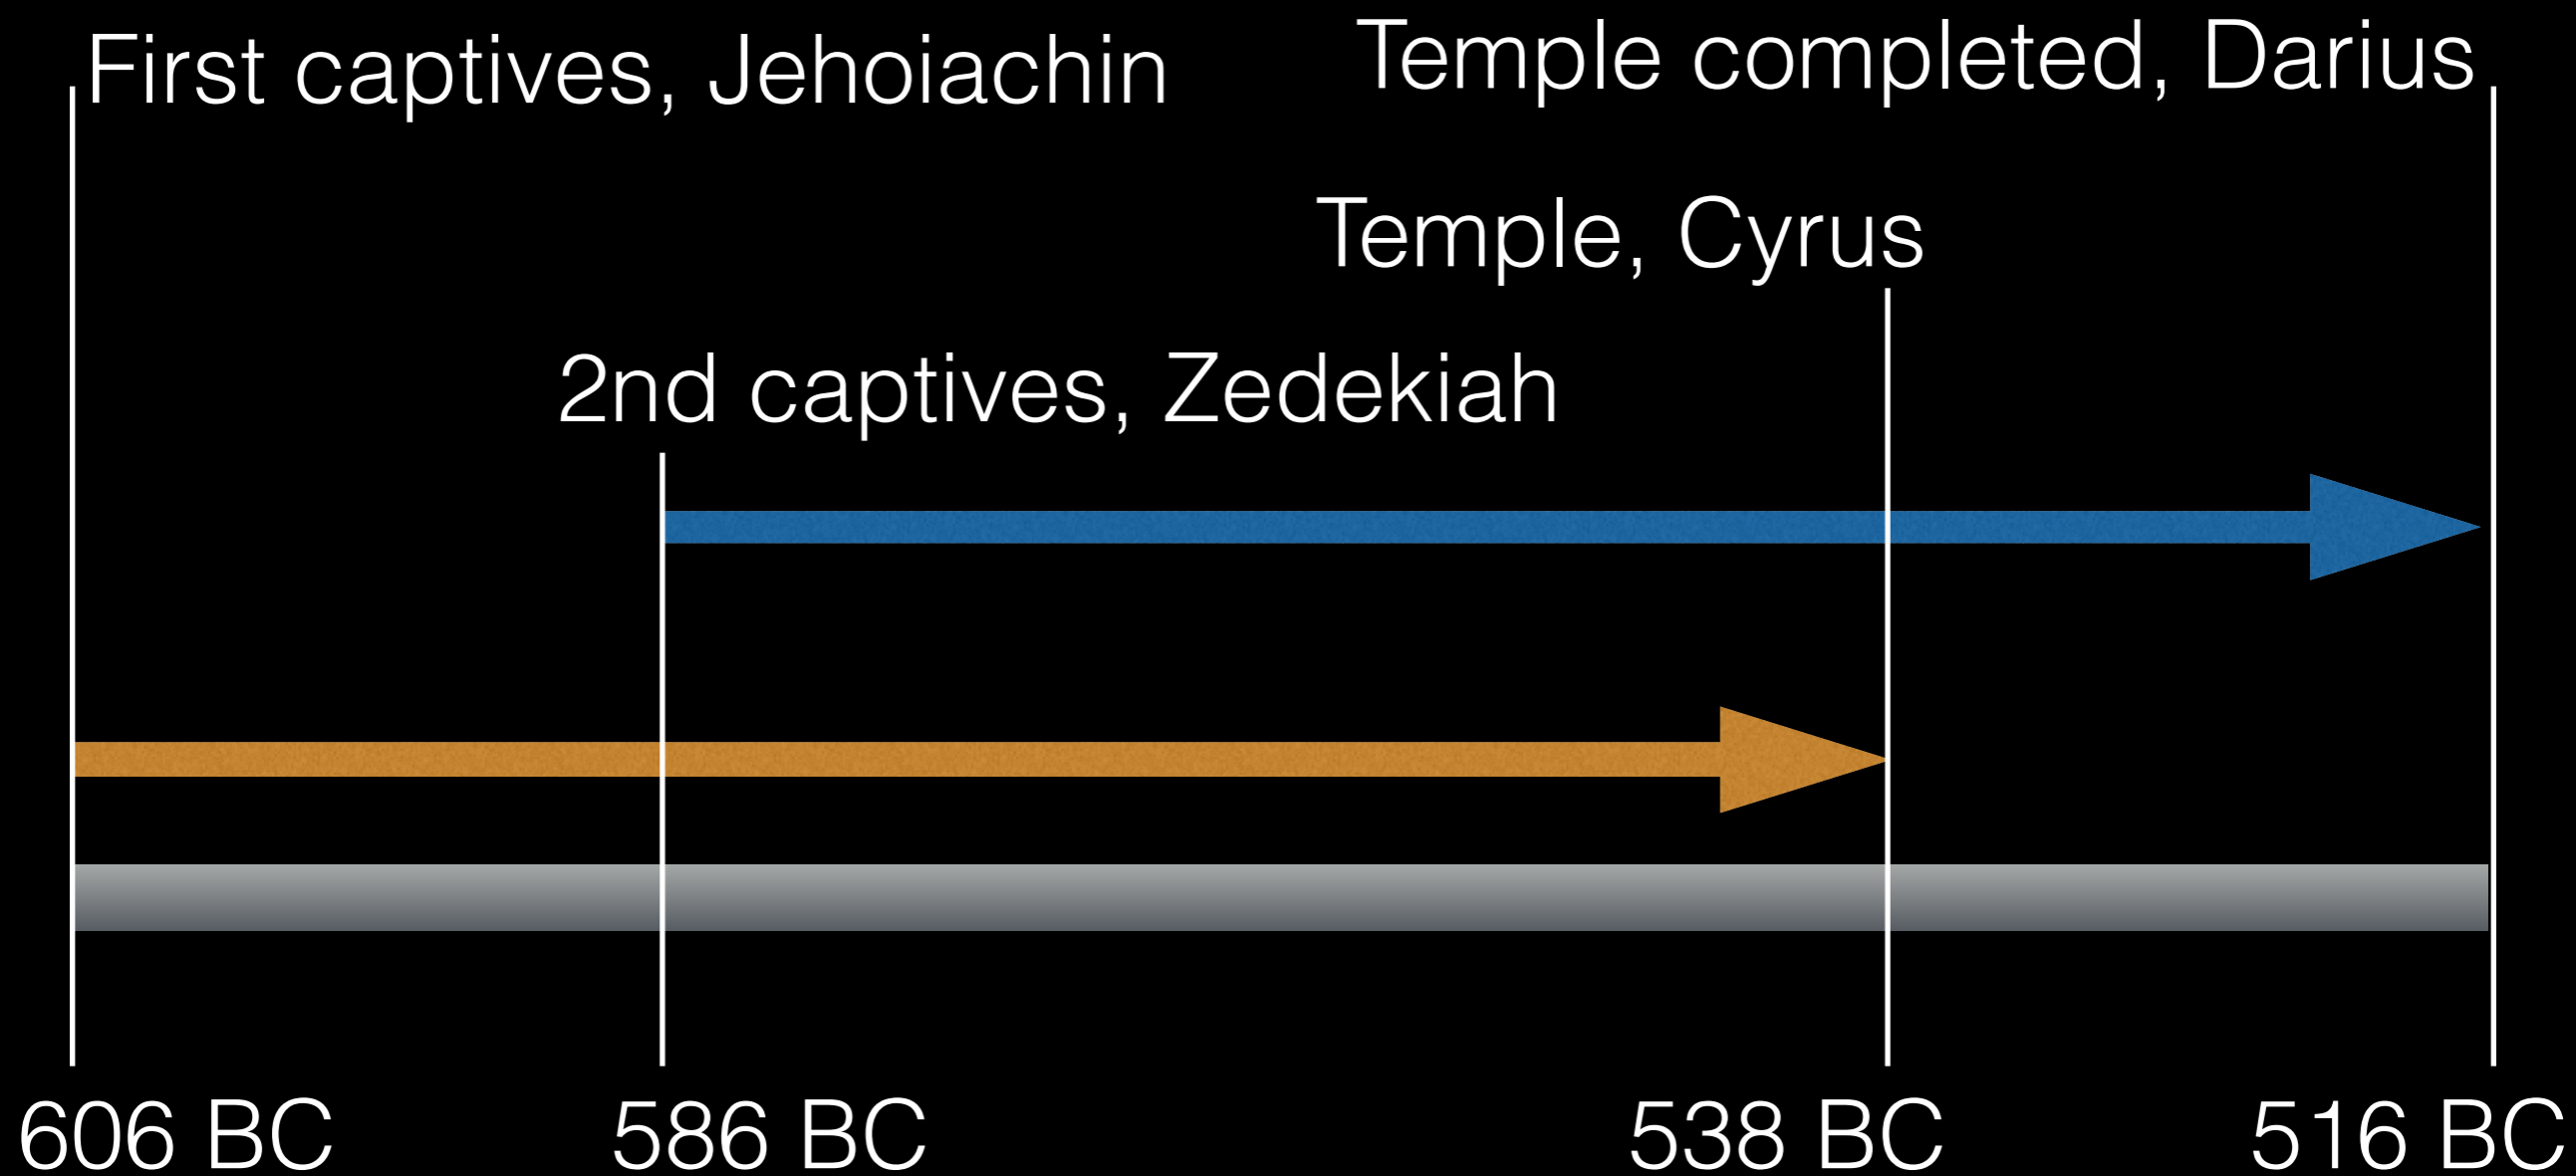 First captives, Jehoiachin
Temple completed, Darius
Temple, Cyrus
2nd captives, Zedekiah
606 BC
586 BC
538 BC
516 BC